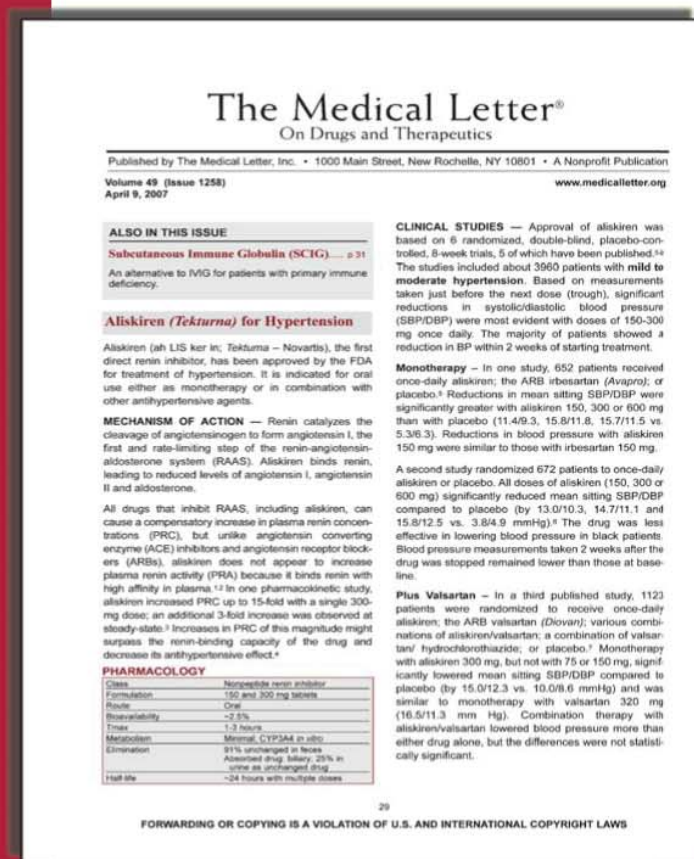 The Medical Letter®
On Drugs and Therapeutics
Published by The Medical Letter, Inc. • 1000 Main Street, New Rochelle, NY 10801 • A Nonprofit Publication
Volume 49 (Issue 1258)
April 9, 2007
www.medicalletter.org
ALSO IN THIS ISSUE
Subcutaneous Immune Globulin (SCIG).... p 31
An alternative to IVIG for patients with primary immune
deficiency.
Aliskiren (Tekturna) for Hypertension
Aliskiren (ah LIS ker in; Tekturna – Novartis), the first
direct renin inhibitor, has been approved by the FDA
for treatment of hypertension. It is indicated for oral
use either as monotherapy or in combination with
other antihypertensive agents.
MECHANISM OF ACTION — Renin catalyzes the
cleavage of angiotensinogen to form angiotensin I, the
first and rate-limiting step of the renin-angiotensin-
aldosterone system (RAAS). Aliskiren binds renin,
leading to reduced levels of angiotensin I, angiotensin
II and aldosterone.
All drugs that inhibit RAAS, including aliskiren, can
cause a compensatory increase in plasma renin concen-
trations (PRC), but unlike angiotensin converting
enzyme (ACE) inhibitors and angiotensin receptor block-
ers (ARBs), aliskiren does not appear to increase
plasma renin activity (PRA) because it binds renin with
high affinity in plasma.1,2 In one pharmacokinetic study,
aliskiren increased PRC up to 15-fold with a single 300-
mg dose; an additional 3-fold increase was observed at
steady-state.3 Increases in PRC of this magnitude might
surpass the renin-binding capacity of the drug and
decrease its antihypertensive effect.4
PHARMACOLOGY
Class Nonpeptide renin inhibitor
Formulation 150 and 300 mg tablets
Route Oral
Bioavailability ~2.5%
Tmax 1-3 hours
Metabolism Minimal; CYP3A4 in vitro
Elimination 91% unchanged in feces
Absorbed drug: biliary; 25% in
urine as unchanged drug
Half-life ~24 hours with multiple doses
CLINICAL STUDIES — Approval of aliskiren was
based on 6 randomized, double-blind, placebo-con-
trolled, 8-week trials, 5 of which have been published.
The studies included about 3960 patients with mild to
moderate hypertension. Based on measurements
taken just before the next dose (trough), significant
reductions in systolic/diastolic blood pressure
(SBP/DBP) were most evident with doses of 150-300
mg once daily. The majority of patients showed a
reduction in BP within 2 weeks of starting treatment.
Monotherapy – In one study, 652 patients received
once-daily aliskiren; the ARB irbesartan (Avapro); or
placebo. Reductions in mean sitting SBP/DBP were
significantly greater with aliskiren 150, 300 or 600 mg
than with placebo (11.4/9.3, 15.8/11.8, 15.7/11.5 vs.
5.3/6.3). Reductions in blood pressure with aliskiren
150 mg were similar to those with irbesartan 150 mg.
A second study randomized 672 patients to once-daily
aliskiren or placebo. All doses of aliskiren (150, 300 or
600 mg) significantly reduced mean sitting SBP/DBP
compared to placebo (by 13.0/10.3, 14.7/11.1 and
15.8/12.5 vs. 3.8/4.9 mmHg). The drug was less
effective in lowering blood pressure in black patients.
Blood pressure measurements taken 2 weeks after the
drug was stopped remained lower than those at base-
line.
Plus Valsartan – In a third published study, 1123
patients were randomized to receive once-daily
aliskiren; the ARB valsartan (Diovan); various combi-
nations of aliskiren/valsartan; a combination of valsar-
tan/ hydrochlorothiazide; or placebo.7 Monotherapy
with aliskiren 300 mg, but not with 75 or 150 mg, signif-
icantly lowered mean sitting SBP/DBP compared to
placebo (by 15.0/12.3 vs. 10.0/8.6 mmHg) and was
similar to monotherapy with valsartan 320 mg
(16.5/11.3 mm Hg). Combination therapy with
aliskiren/valsartan lowered blood pressure more than
either drug alone, but the differences were not statisti-
cally significant.
29
FORWARDING OR COPYING IS A VIOLATION OF U.S. AND INTERNATIONAL COPYRIGHT LAWS